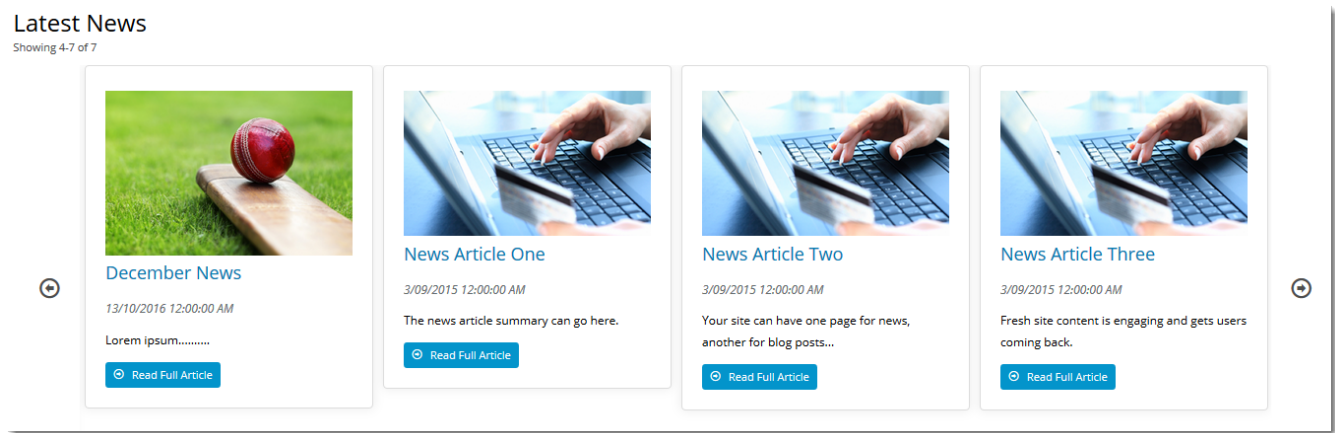 Latest News
Showing 4-7 of 7
December News
13/10/2016 12:00:00 AM
Lorem ipsum..........
Read Full Article
News Article One
3/09/2015 12:00:00 AM
The news article summary can go here.
Read Full Article
News Article Two
3/09/2015 12:00:00 AM
Your site can have one page for news,
another for blog posts...
Read Full Article
News Article Three
3/09/2015 12:00:00 AM
Fresh site content is engaging and gets users
coming back.
Read Full Article